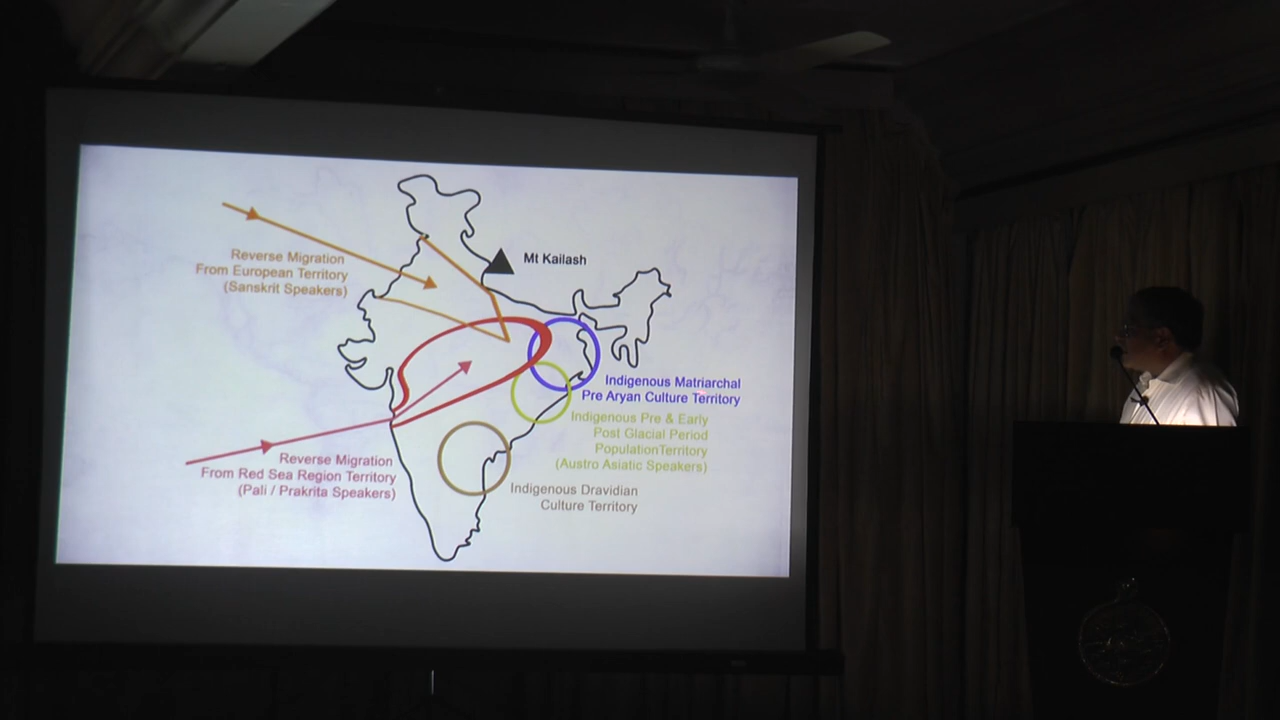 Mt Kailash
Reverse Migration
From European Territory
(Sanskrit Speakers)
Indigenous Matriarchal
Pre Aryan Culture Territory
Indigenous Pre & Early
Post Glacial Period
PopulationTerritory
(Austro Asiatic Speakers)
Reverse Migration
From Red Sea Region Territory
(Pali / Prakrita Speakers)
Indigenous Dravidian
Culture Territory